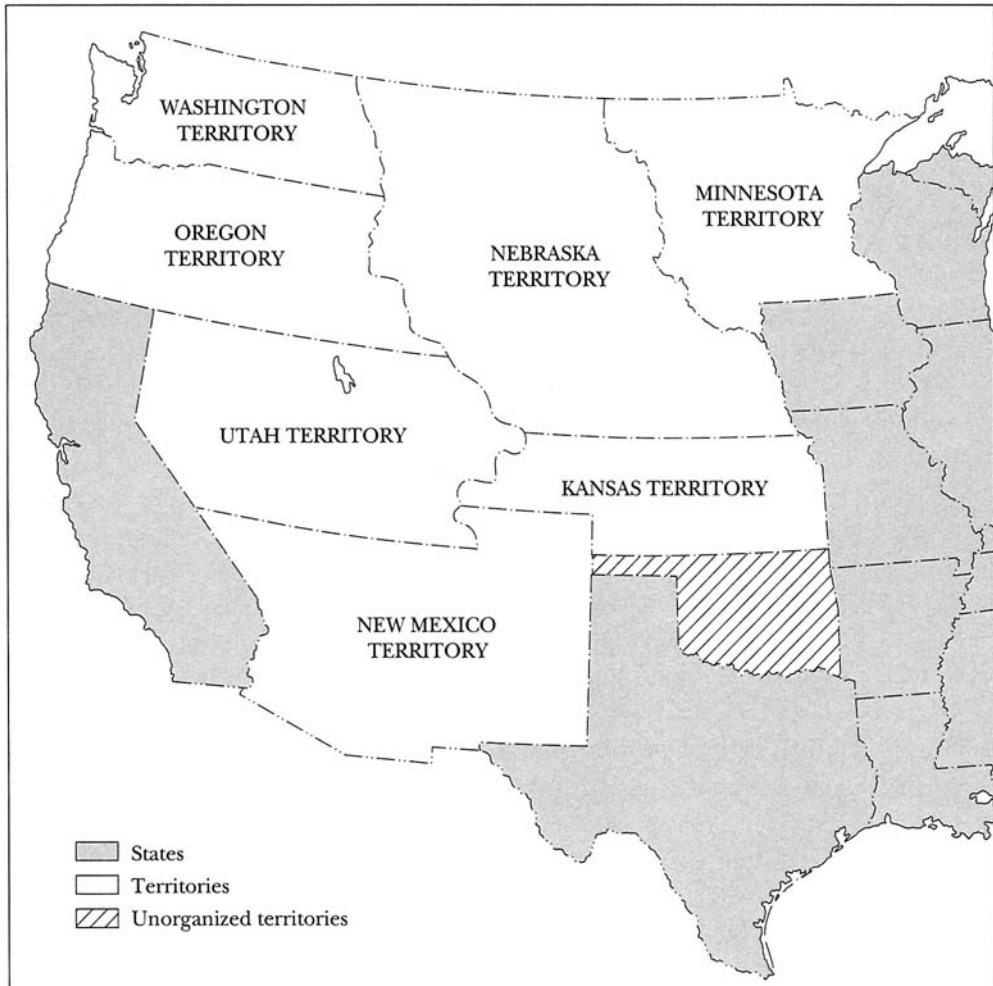 WASHINGTON
TERRITORY
MINNESOTA
TERRITORY
OREGON
TERRITORY
NEBRASKA
TERRITORY
UTAH TERRITORY
KANSAS TERRITORY
NEW MEXICO
TERRITORY
States
Territories
Unorganized territories